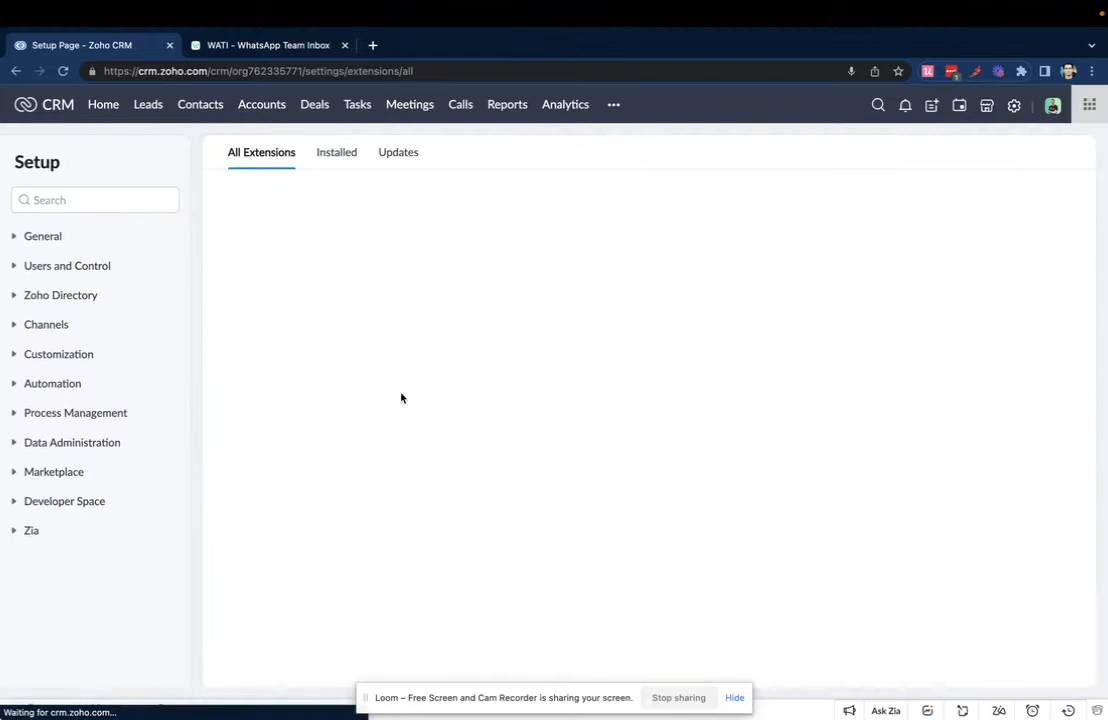 Setup Page - Zoho CRM
WATI - WhatsApp Team Inbox
https://crm.zoho.com/crm/org762335771/settings/extensions/all
CRM Home Leads Contacts Accounts Deals Tasks Meetings Calls Reports Analytics
Setup
Search
General
Users and Control
Zoho Directory
Channels
Customization
Automation
Process Management
Data Administration
Marketplace
Developer Space
Zia
All Extensions Installed Updates
Loom – Free Screen and Cam Recorder is sharing your screen. Stop sharing Hide
Waiting for crm.zoho.com...
Ask Zia